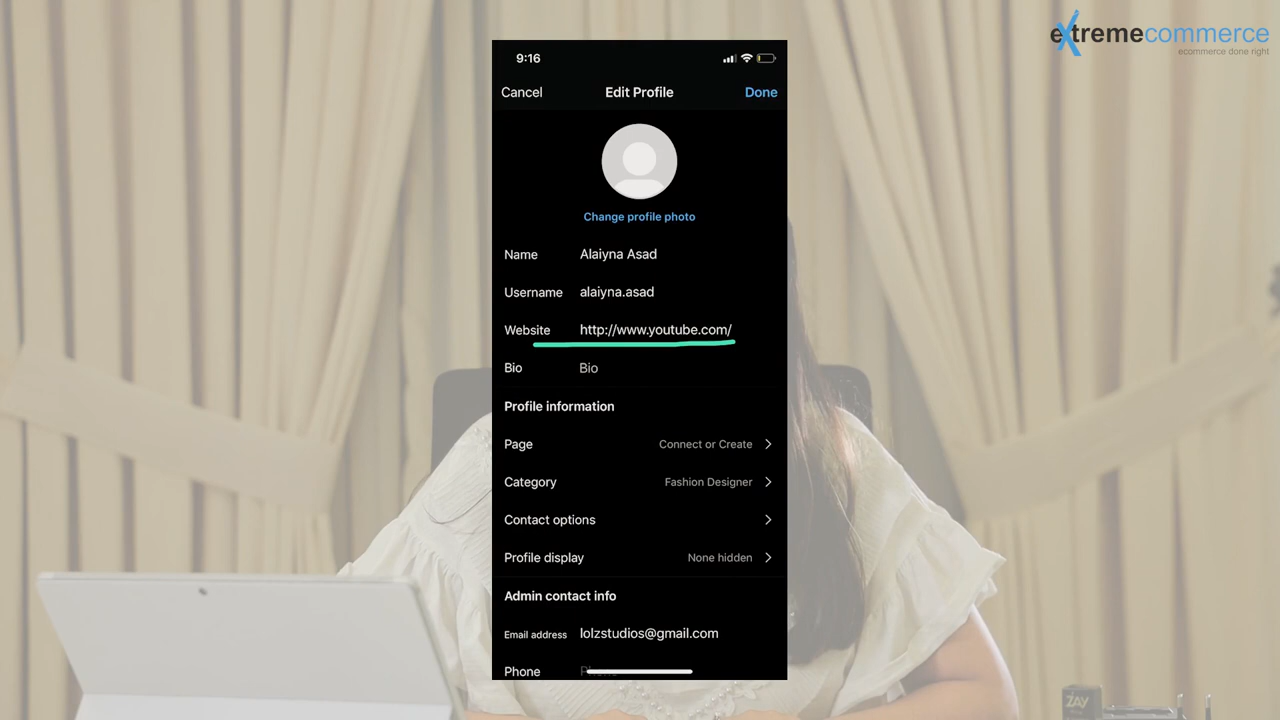 extremecommerce
ecommerce done right
9:16
Cancel Edit Profile Done
Change profile photo
Name Alaiyna Asad
Username alaiyna.asad
Website http://www.youtube.com/
Bio Bio
Profile information
Page Connect or Create
Category Fashion Designer
Contact options
Profile display None hidden
Admin contact info
Email address lolzstudios@gmail.com
Phone Phone
ZAY